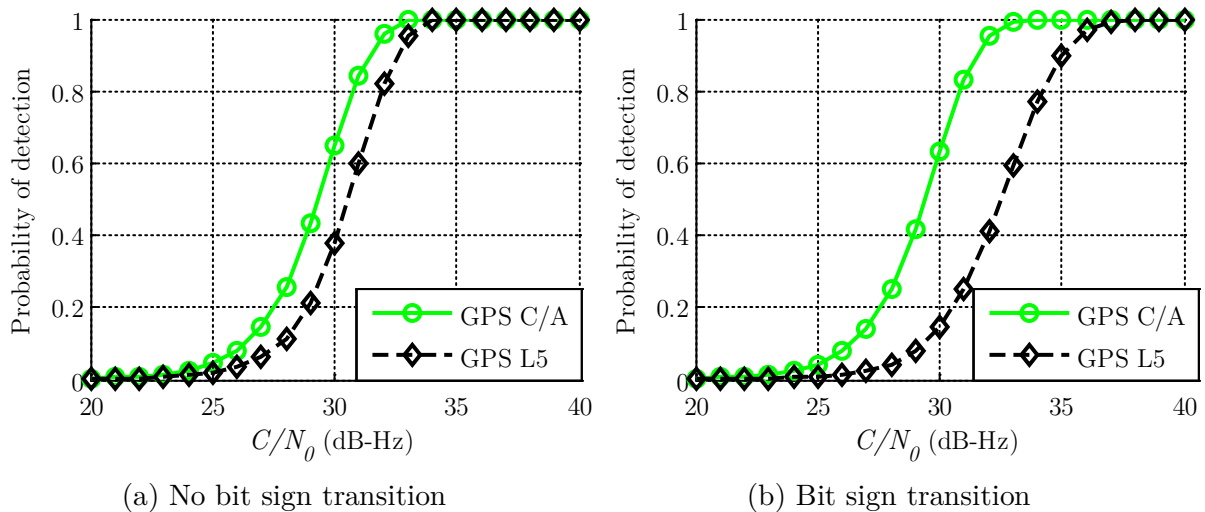 Probability of detection
1
0.8
0.6
0.4
0.2
0
20
25
30
35
40
C/N0 (dB-Hz)
GPS C/A
GPS L5
(a) No bit sign transition
Probability of detection
1
0.8
0.6
0.4
0.2
0
20
25
30
35
40
C/N0 (dB-Hz)
GPS C/A
GPS L5
(b) Bit sign transition